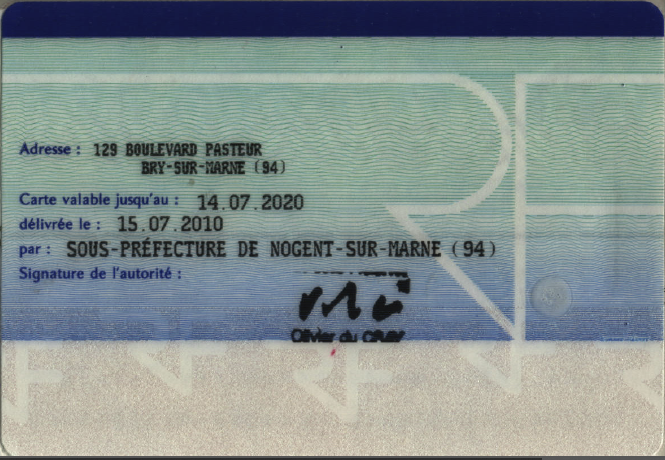 Adresse : 129 BOULEVARD PASTEUR
BRY-SUR-MARNE (94)
Carte valable jusqu'au : 14.07.2020
délivrée le : 15.07.2010
par : SOUS-PRÉFECTURE DE NOGENT-SUR-MARNE (94)
Signature de l'autorité :
Olivier du